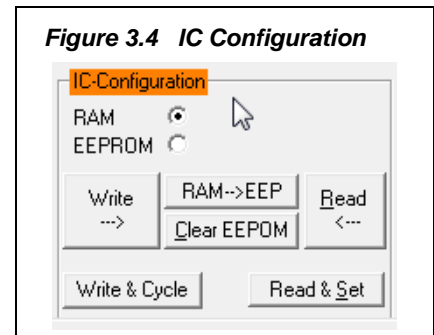 Figure 3.4 IC Configuration
IC-Configuration
RAM
EEPROM
Write
--->
RAM-->EEP
Clear EEPOM
Read
<---
Write & Cycle
Read & Set